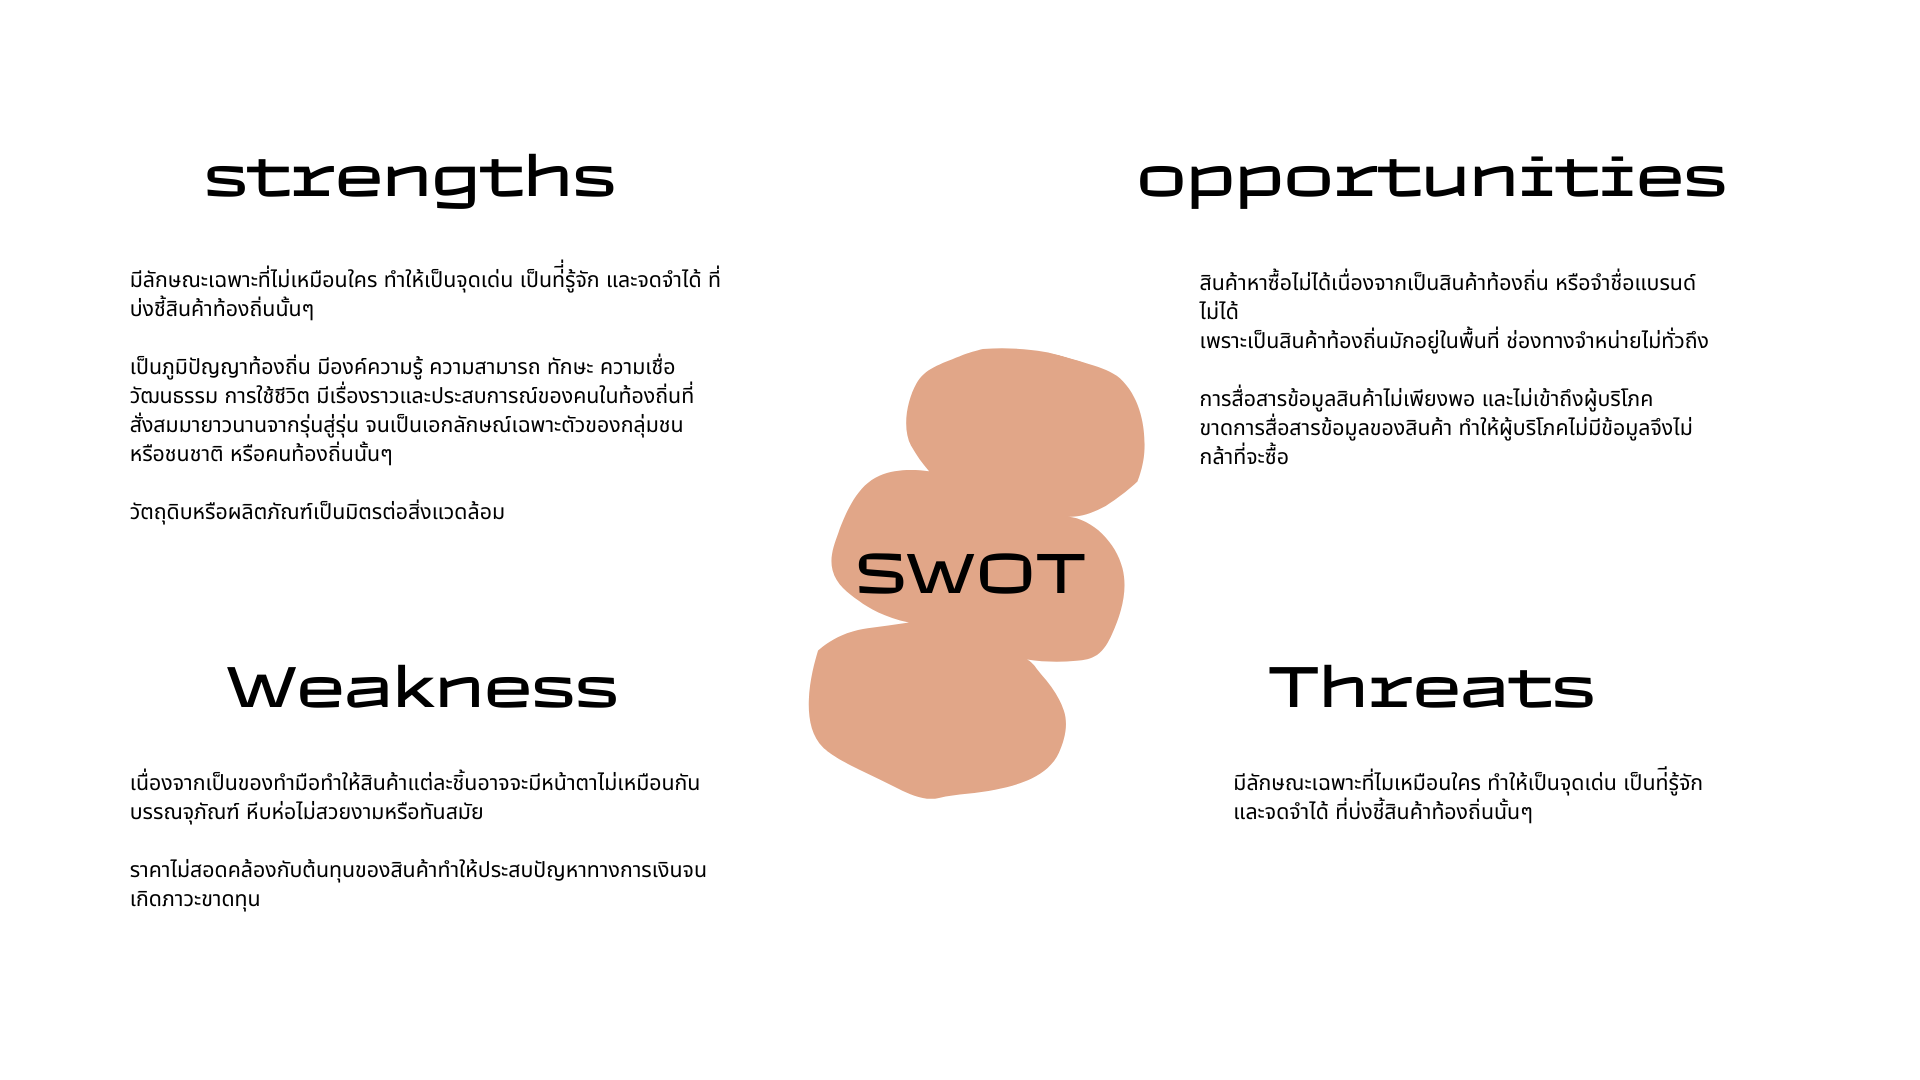 strengths
มีลักษณะเฉพาะที่ไม่เหมือนใคร ทำให้เป็นจุดเด่น เป็นที่รู้จัก และจดจำได้ ที่
บ่งชี้สินค้าท้องถิ่นนั้นๆ
เป็นภูมิปัญญาท้องถิ่น มีองค์ความรู้ ความสามารถ ทักษะ ความเชื่อ
วัฒนธรรม การใช้ชีวิต มีเรื่องราวและประสบการณ์ของคนในท้องถิ่นที่
สั่งสมมายาวนานจากรุ่นสู่รุ่น จนเป็นเอกลักษณ์เฉพาะตัวของกลุ่มชน
หรือชนชาติ หรือคนท้องถิ่นนั้นๆ
วัตถุดิบหรือผลิตภัณฑ์เป็นมิตรต่อสิ่งแวดล้อม
opportunities
สินค้าหาซื้อไม่ได้เนื่องจากเป็นสินค้าท้องถิ่น หรือจำชื่อแบรนด์
ไม่ได้
เพราะเป็นสินค้าท้องถิ่นมักอยู่ในพื้นที่ ช่องทางจำหน่ายไม่ทั่วถึง
การสื่อสารข้อมูลสินค้าไม่เพียงพอ และไม่เข้าถึงผู้บริโภค
ขาดการสื่อสารข้อมูลของสินค้า ทำให้ผู้บริโภคไม่มีข้อมูลจึงไม่
กล้าที่จะซื้อ
SWOT
Weakness
เนื่องจากเป็นของทำมือทำให้สินค้าแต่ละชิ้นอาจจะมีหน้าตาไม่เหมือนกัน
บรรณจุภัณฑ์ หีบห่อไม่สวยงามหรือทันสมัย
ราคาไม่สอดคล้องกับต้นทุนของสินค้าทำให้ประสบปัญหาทางการเงินจน
เกิดภาวะขาดทุน
Threats
มีลักษณะเฉพาะที่ไมเหมือนใคร ทำให้เป็นจุดเด่น เป็นท่ีรู้จัก
และจดจำได้ ที่บ่งชี้สินค้าท้องถิ่นนั้นๆ